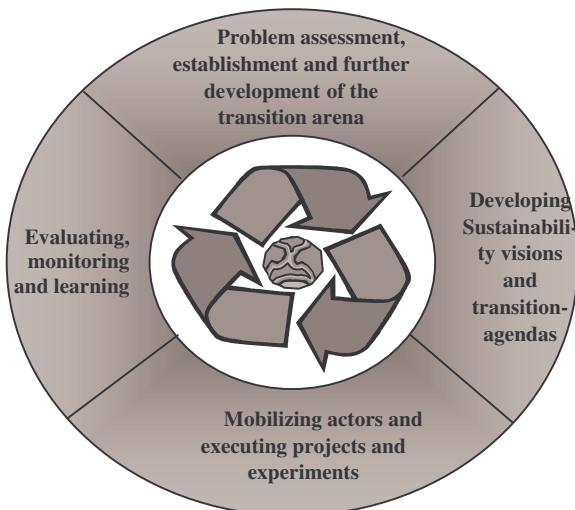 Problem assessment,
establishment and further
development of the
transition arena
Developing
Sustainabili-
ty visions
and
transition-
agendas
Mobilizing actors and
executing projects and
experiments
Evaluating,
monitoring
and learning